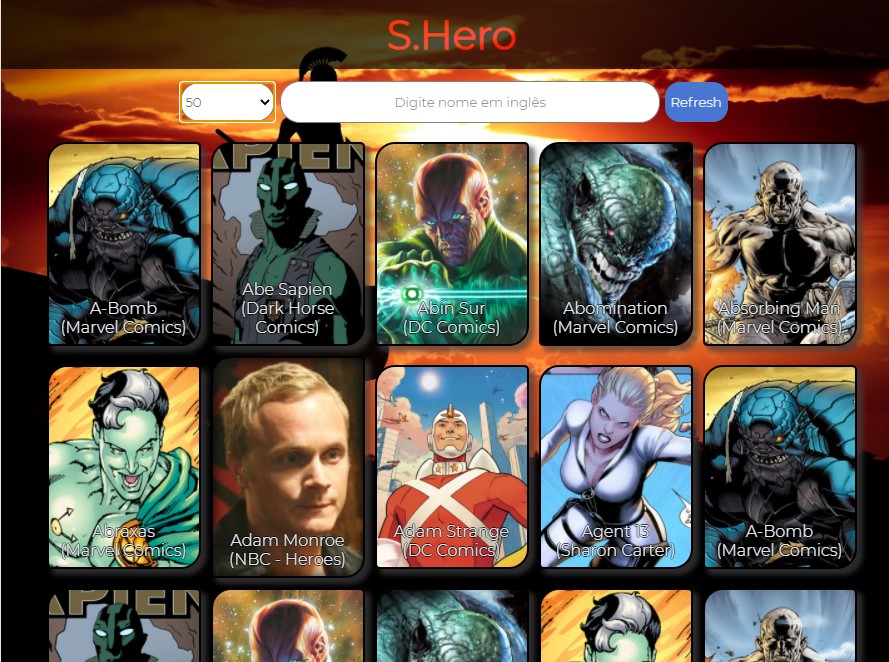 S.Hero
50
Digite nome em inglês
Refresh
APIEN
A-Bomb
(Marvel Comics)
Abe Sapien
(Dark Horse
Comics)
Abin Sur
(DC Comics)
Abomination
(Marvel Comics)
Absorbing Man
(Marvel Comics)
Abraxas
(Marvel Comics)
Adam Monroe
(NBC - Heroes)
Adam Strange
(DC Comics)
Agent 13
(Sharon Carter)
A-Bomb
(Marvel Comics)
APIEN